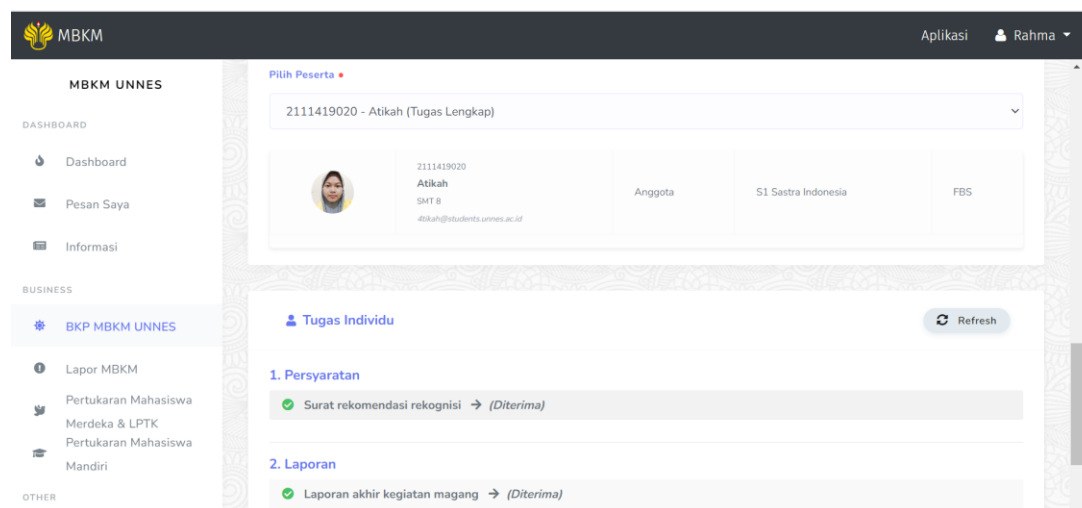 MBKM
Aplikasi
Rahma
MBKM UNNES
DASHBOARD
Dashboard
Pesan Saya
Informasi
BUSINESS
BKP MBKM UNNES
Lapor MBKM
Pertukaran Mahasiswa
Merdeka & LPTK
Pertukaran Mahasiswa
Mandiri
OTHER
Pilih Peserta
2111419020 - Atikah (Tugas Lengkap)
2111419020
Atikah
SMT 8
4tikah@students.unnes.ac.id
Anggota
S1 Sastra Indonesia
FBS
Tugas Individu
Refresh
1. Persyaratan
Surat rekomendasi rekognisi → (Diterima)
2. Laporan
Laporan akhir kegiatan magang → (Diterima)